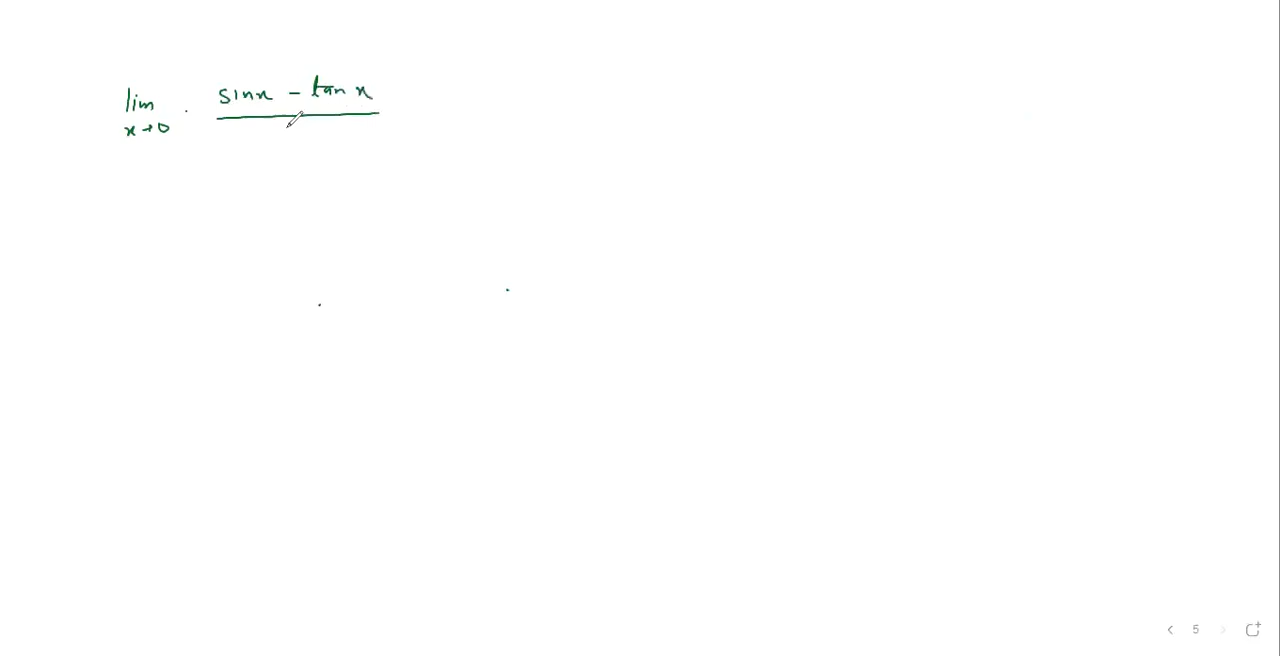 lim sinx - tan x
x→0
< 5 >